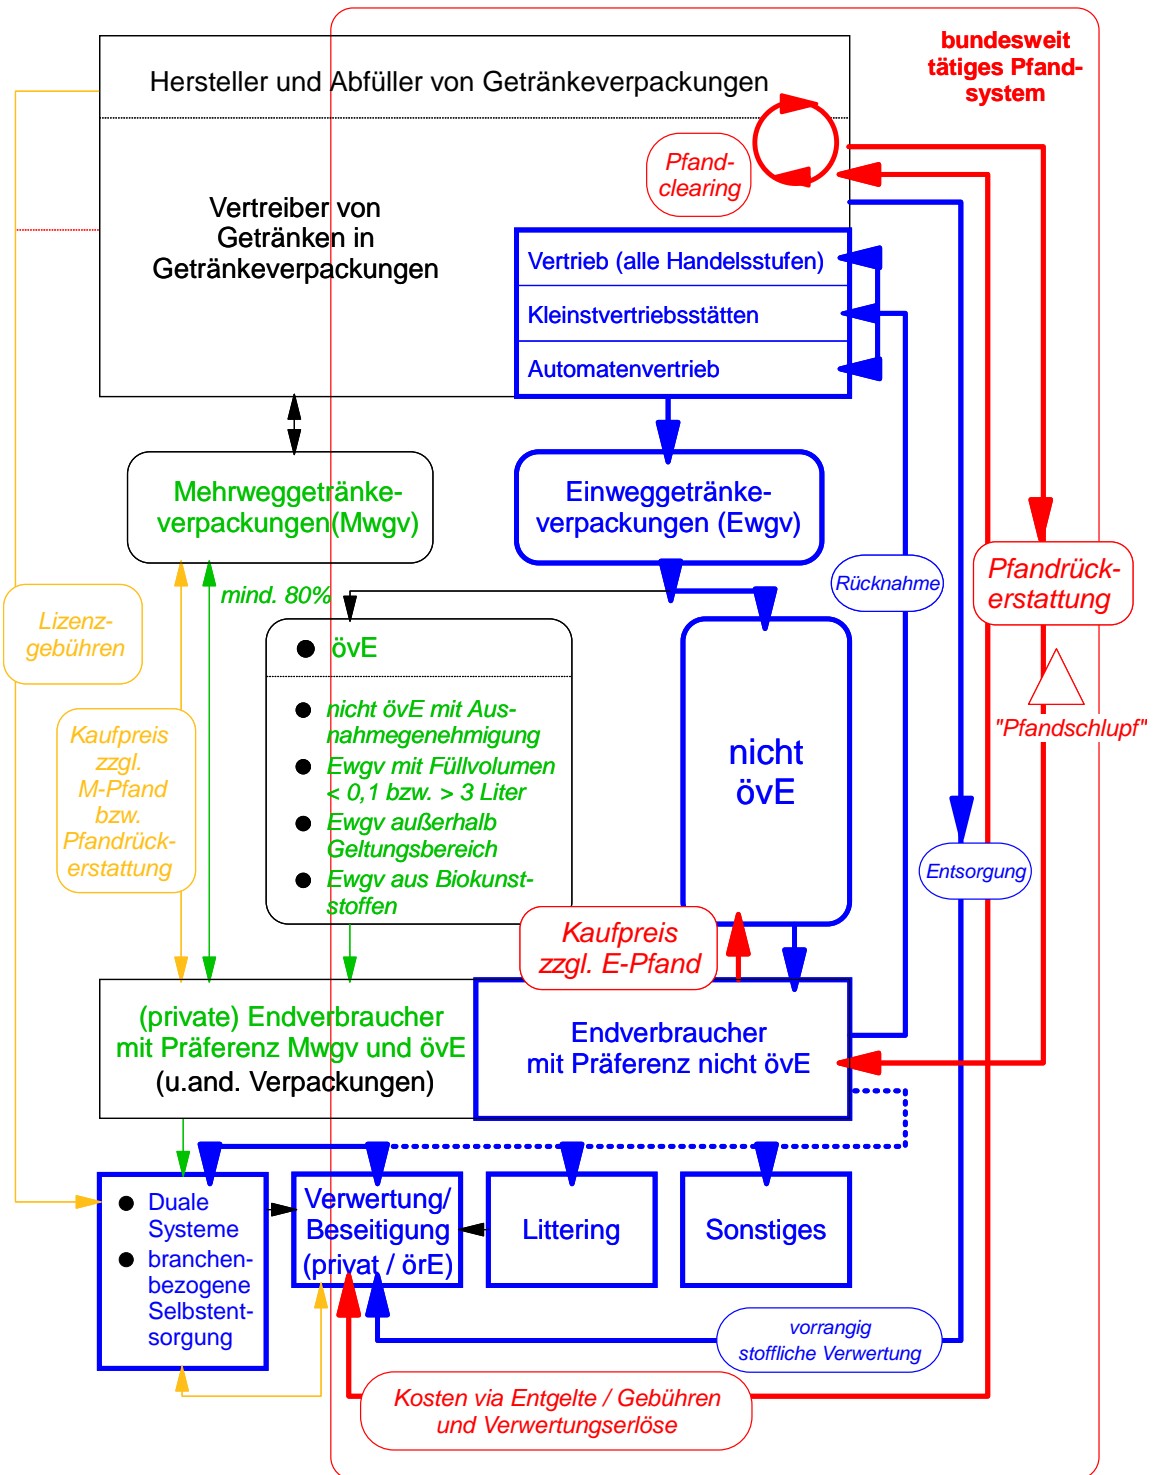 bundesweit
tätiges Pfand-
system
Hersteller und Abfüller von Getränkeverpackungen
Pfand-
clearing
Vertreiber von
Getränken in
Getränkeverpackungen
Vertrieb (alle Handelsstufen)
Kleinstvertriebsstätten
Automatenvertrieb
Mehrweggetränke-
verpackungen(Mwgv)
Einweggetränke-
verpackungen (Ewgv)
Rücknahme
Pfandrück-
erstattung
mind. 80%
Lizenz-
gebühren
övE
nicht övE mit Aus-
nahmegenehmigung
Ewgv mit Füllvolumen
< 0,1 bzw. > 3 Liter
Ewgv außerhalb
Geltungsbereich
Ewgv aus Biokunst-
stoffen
nicht
övE
"Pfandschlupf"
Kaufpreis
zzgl.
M-Pfand
bzw.
Pfandrück-
erstattung
Entsorgung
Kaufpreis
zzgl. E-Pfand
(private) Endverbraucher
mit Präferenz Mwgv und övE
(u.and. Verpackungen)
Endverbraucher
mit Präferenz nicht övE
Duale
Systeme
branchen-
bezogene
Selbstent-
sorgung
Verwertung/
Beseitigung
(privat / örE)
Littering
Sonstiges
vorrangig
stoffliche Verwertung
Kosten via Entgelte / Gebühren
und Verwertungserlöse